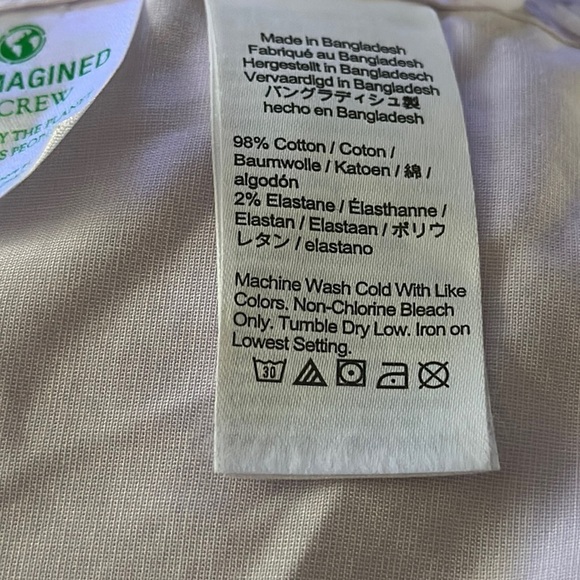 MAGINED
CREW
Y THE PLAN
S PEOP
Made in Bangladesh
Fabriqué au Bangladesh
Hergestellt in Bangladesch
Vervaardigd in Bangladesh
バングラディシュ製
hecho en Bangladesh
98% Cotton / Coton /
Baumwolle / Katoen / 綿 /
algodón
2% Elastane / Élasthanne /
Elastan / Elastaan / ポリウ
レタン / elastano
Machine Wash Cold With Like
Colors. Non-Chlorine Bleach
Only. Tumble Dry Low. Iron on
Lowest Setting.
30